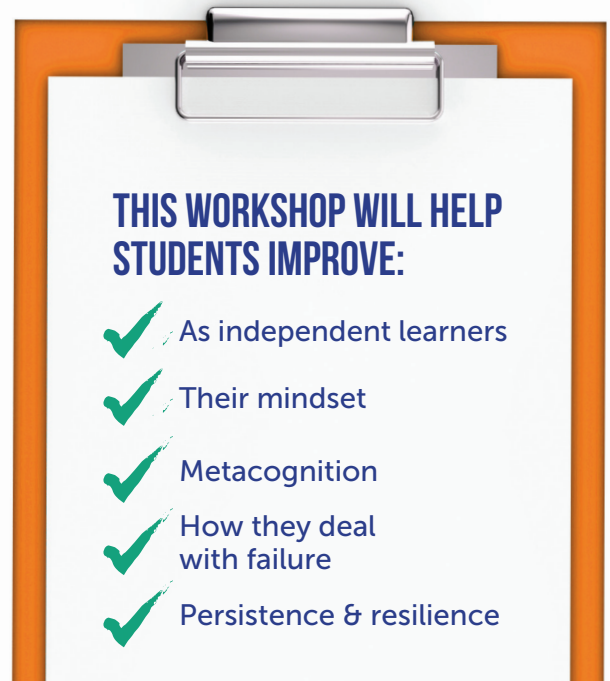 THIS WORKSHOP WILL HELP
STUDENTS IMPROVE:
As independent learners
Their mindset
Metacognition
How they deal
with failure
Persistence & resilience